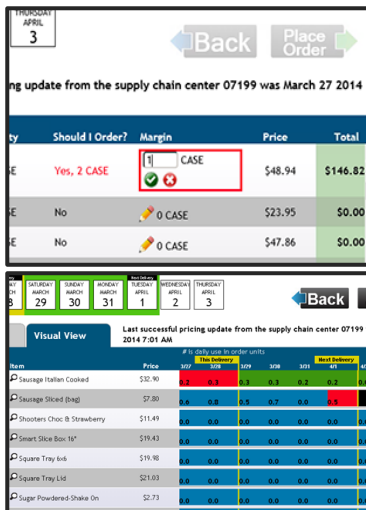 THURSDAY
APRIL
3
Back
Place
Order
ng update from the supply chain center 07199 was March 27 2014
ty Should I Order? Margin Price Total
SE Yes, 2 CASE 1 CASE $48.94 $146.82
SE No 0 CASE $23.95 $0.00
SE No 0 CASE $47.86 $0.00
Next Delivery
SATURDAY SUNDAY MONDAY TUESDAY WEDNESDAY THURSDAY
MARCH MARCH MARCH APRIL APRIL APRIL
8 29 30 31 1 2 3
Back
Visual View
Last successful pricing update from the supply chain center 07199
2014 7:01 AM
# is daily use in order units
This Delivery Next Delivery
Item Price 3/27 3/28 3/29 3/30 3/31 4/1
Sausage Italian Cooked $32.90 0.2 0.3 0.3 0.3 0.2 0.2
Sausage Sliced (bag) $7.80 0.6 0.8 0.5 0.7 0.0 0.5
Shooters Choc & Strawberry $11.49 0.0 0.0 0.0 0.0 0.0 0.0
Smart Slice Box 16" $19.43 0.0 0.0 0.0 0.0 0.0 0.0
Square Tray 6x6 $19.98 0.0 0.0 0.0 0.0 0.0 0.0
Square Tray Lid $21.03 0.0 0.0 0.0 0.0 0.0 0.0
Sugar Powdered-Shake On $2.73 0.0 0.0 0.0 0.0 0.0 0.0